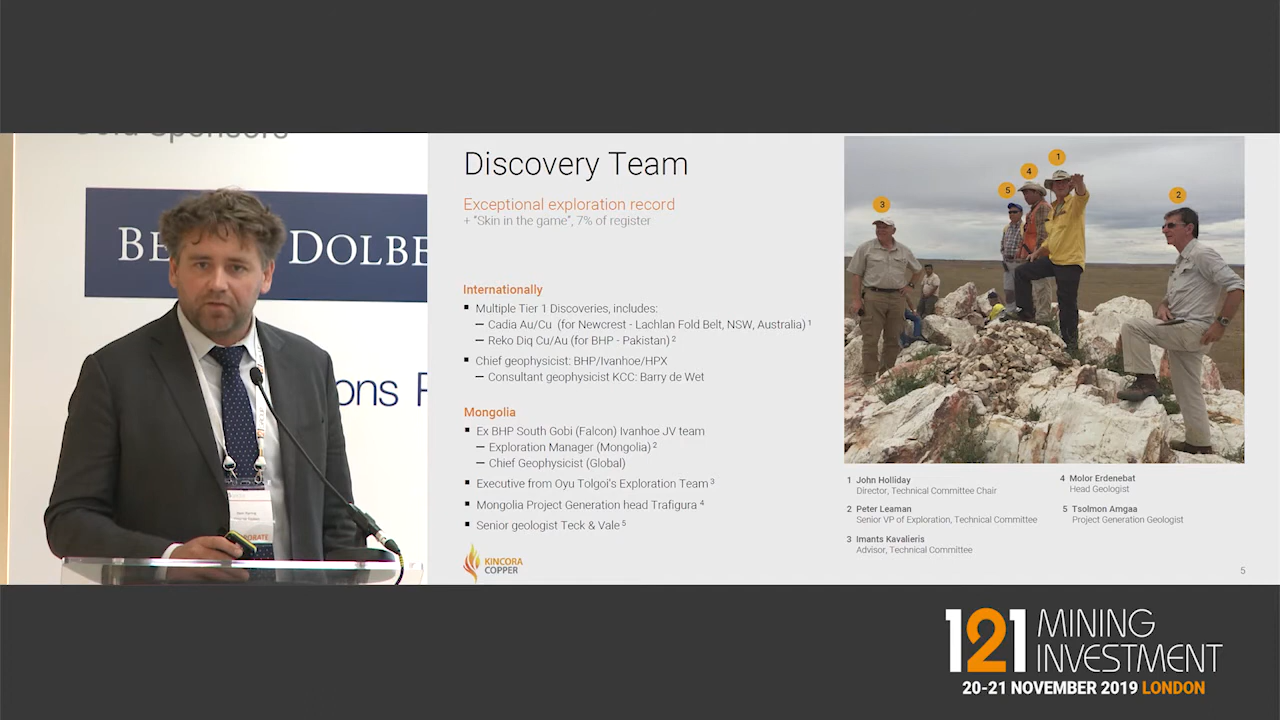 Gold Sponsors
DOLBE
ons F
Discovery Team
Exceptional exploration record
+ "Skin in the game", 7% of register
Internationally
▪ Multiple Tier 1 Discoveries, includes:
– Cadia Au/Cu (for Newcrest - Lachlan Fold Belt, NSW, Australia) 1
– Reko Diq Cu/Au (for BHP - Pakistan) 2
▪ Chief geophysicist: BHP/Ivanhoe/HPX
– Consultant geophysicist KCC: Barry de Wet
Mongolia
▪ Ex BHP South Gobi (Falcon) Ivanhoe JV team
– Exploration Manager (Mongolia) 2
– Chief Geophysicist (Global)
▪ Executive from Oyu Tolgoi's Exploration Team 3
▪ Mongolia Project Generation head Trafigura 4
▪ Senior geologist Teck & Vale 5
KINCORA
COPPER
1
4
5
3
2
1 John Holliday
Director, Technical Committee Chair
2 Peter Leaman
Senior VP of Exploration, Technical Committee
3 Imants Kavalieris
Advisor, Technical Committee
4 Molor Erdenebat
Head Geologist
5 Tsolmon Amgaa
Project Generation Geologist
5
121 MINING
INVESTMENT
20-21 NOVEMBER 2019 LONDON